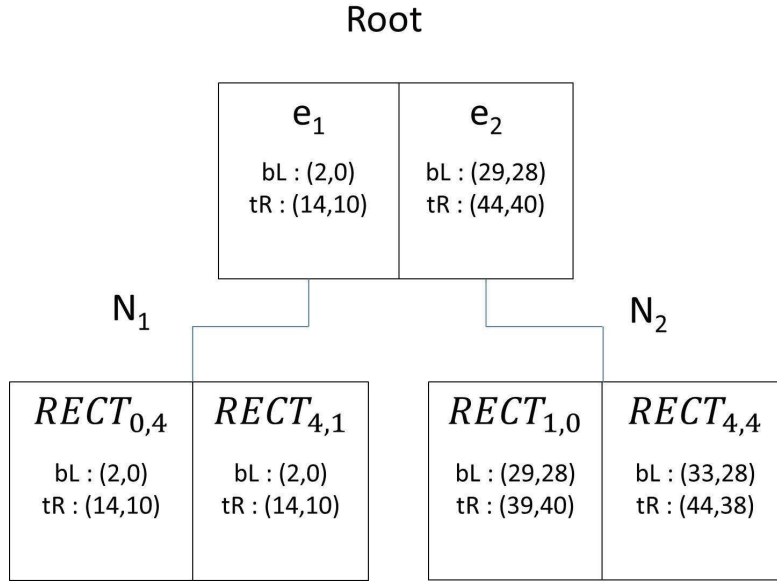 Root
e₁ e₂
bL : (2,0) bL : (29,28)
tR : (14,10) tR : (44,40)
N₁ N₂
RECT₀,₄ RECT₄,₁ RECT₁,₀ RECT₄,₄
bL : (2,0) bL : (2,0) bL : (29,28) bL : (33,28)
tR : (14,10) tR : (14,10) tR : (39,40) tR : (44,38)